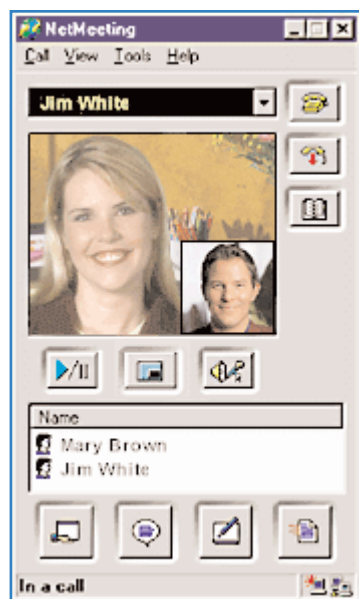 NetMeeting
Call View Tools Help
Jim White
Name
Mary Brown
Jim White
In a call